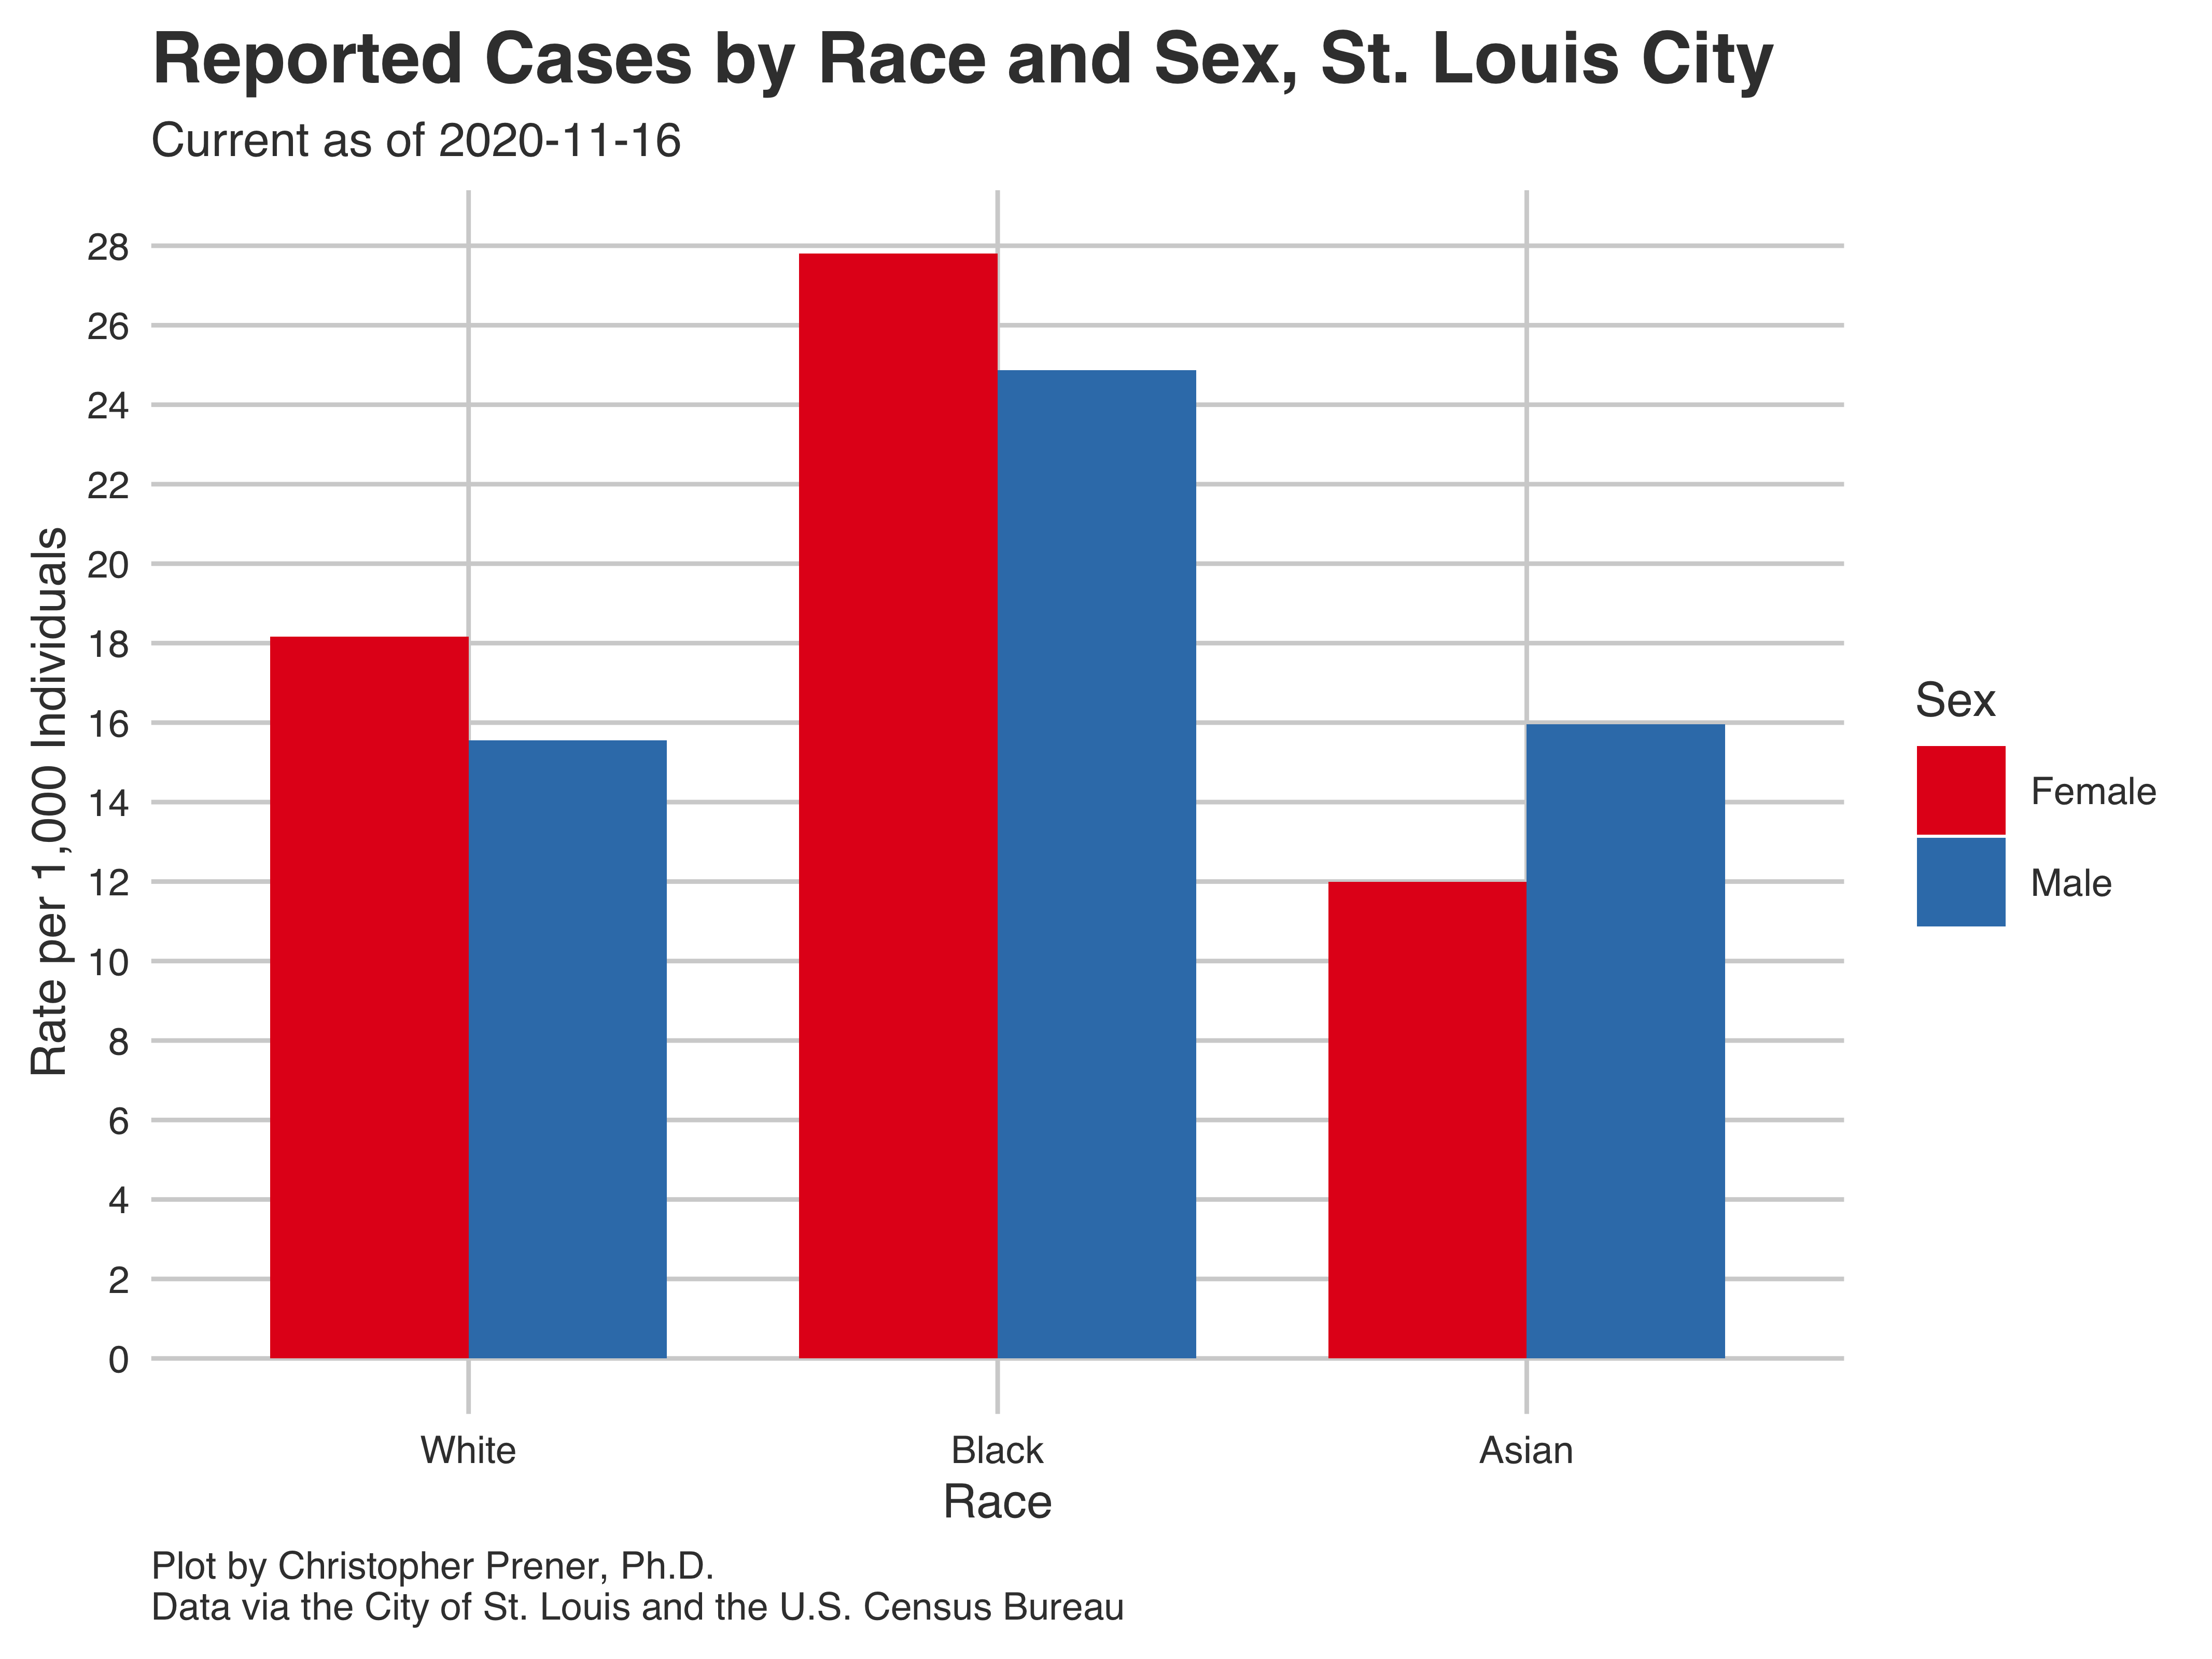 Reported Cases by Race and Sex, St. Louis City
Current as of 2020-11-16
Rate per 1,000 Individuals
28
26
24
22
20
18
16
14
12
10
8
6
4
2
0
White
Black
Asian
Race
Sex
Female
Male
Plot by Christopher Prener, Ph.D.
Data via the City of St. Louis and the U.S. Census Bureau